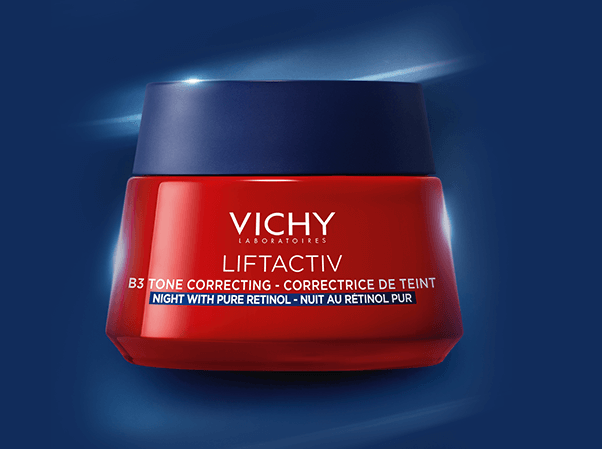 VICHY
LABORATOIRES
LIFTACTIV
B3 TONE CORRECTING - CORRECTRICE DE TEINT
NIGHT WITH PURE RETINOL - NUIT AU RÉTINOL PUR